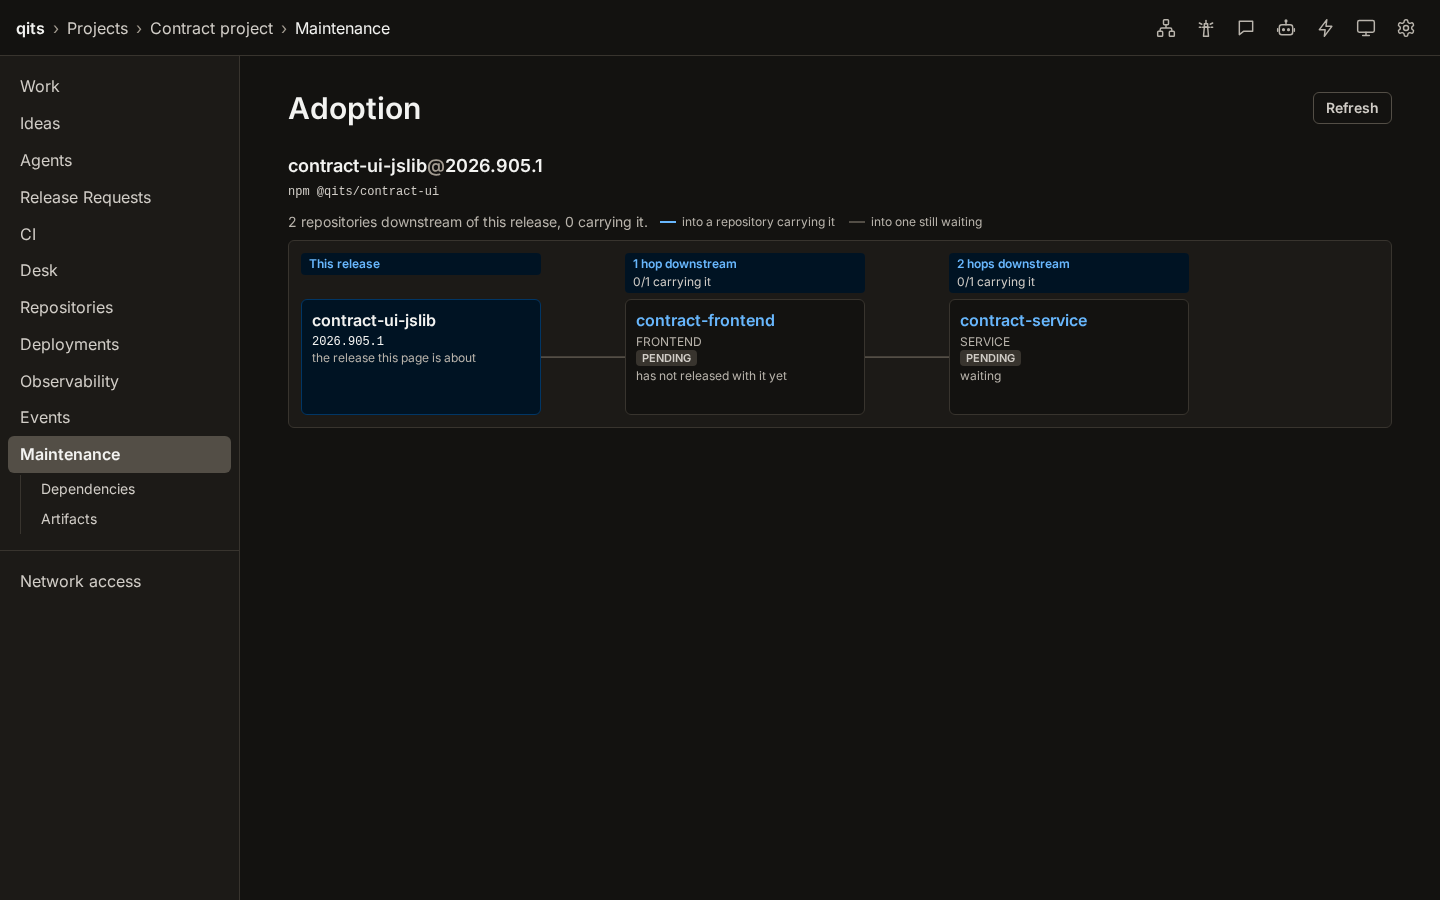 qits › Projects › Contract project › Maintenance
Work
Ideas
Agents
Release Requests
CI
Desk
Repositories
Deployments
Observability
Events
Maintenance
Dependencies
Artifacts
Network access
Adoption
Refresh
contract-ui-jslib@2026.905.1
npm @qits/contract-ui
2 repositories downstream of this release, 0 carrying it.
into a repository carrying it
into one still waiting
This release
contract-ui-jslib
2026.905.1
the release this page is about
1 hop downstream
0/1 carrying it
contract-frontend
FRONTEND
PENDING
has not released with it yet
2 hops downstream
0/1 carrying it
contract-service
SERVICE
PENDING
waiting